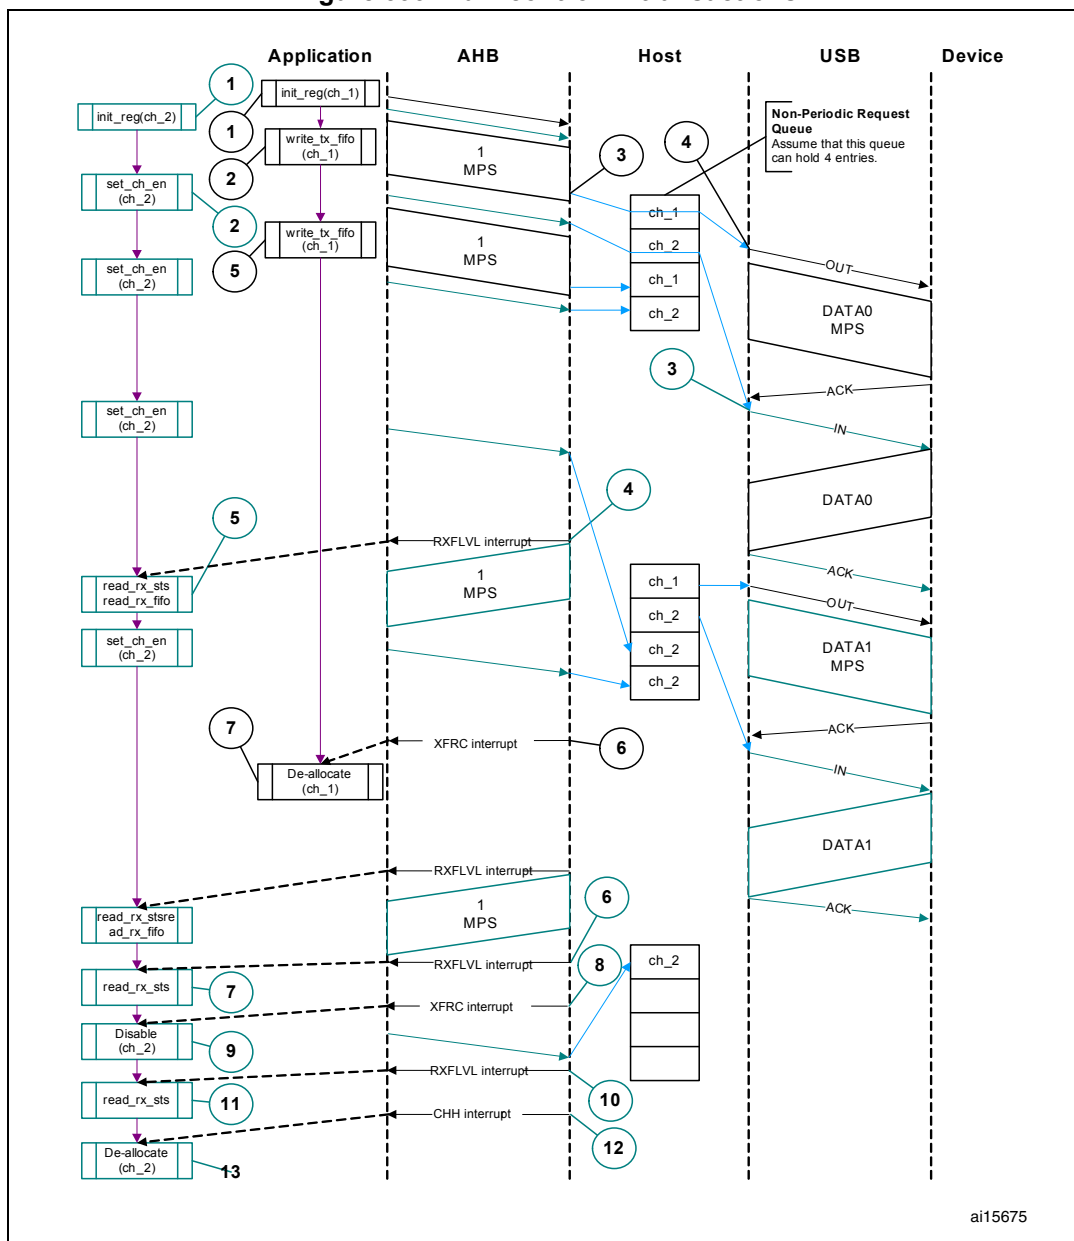 Application
AHB
Host
USB
Device
1
init_reg(ch_1)
init_reg(ch_2)
1
Non-Periodic Request
Queue
Assume that this queue
can hold 4 entries.
write_tx_fifo
(ch_1)
1
MPS
3
4
2
set_ch_en
(ch_2)
ch_1
2
write_tx_fifo
(ch_1)
1
MPS
ch_2
5
set_ch_en
(ch_2)
OUT
ch_1
ch_2
DATA0
MPS
3
ACK
set_ch_en
(ch_2)
IN
4
DATA0
5
RXFLVL interrupt
read_rx_sts
read_rx_fifo
1
MPS
ch_1
ACK
OUT
ch_2
set_ch_en
(ch_2)
ch_2
DATA1
MPS
ch_2
7
ACK
XFRC interrupt
6
De-allocate
(ch_1)
IN
DATA1
RXFLVL interrupt
6
read_rx_stsre
ad_rx_fifo
1
MPS
ACK
RXFLVL interrupt
8
ch_2
read_rx_sts
7
XFRC interrupt
Disable
(ch_2)
9
RXFLVL interrupt
10
read_rx_sts
11
CHH interrupt
12
De-allocate
(ch_2)
13
ai15675